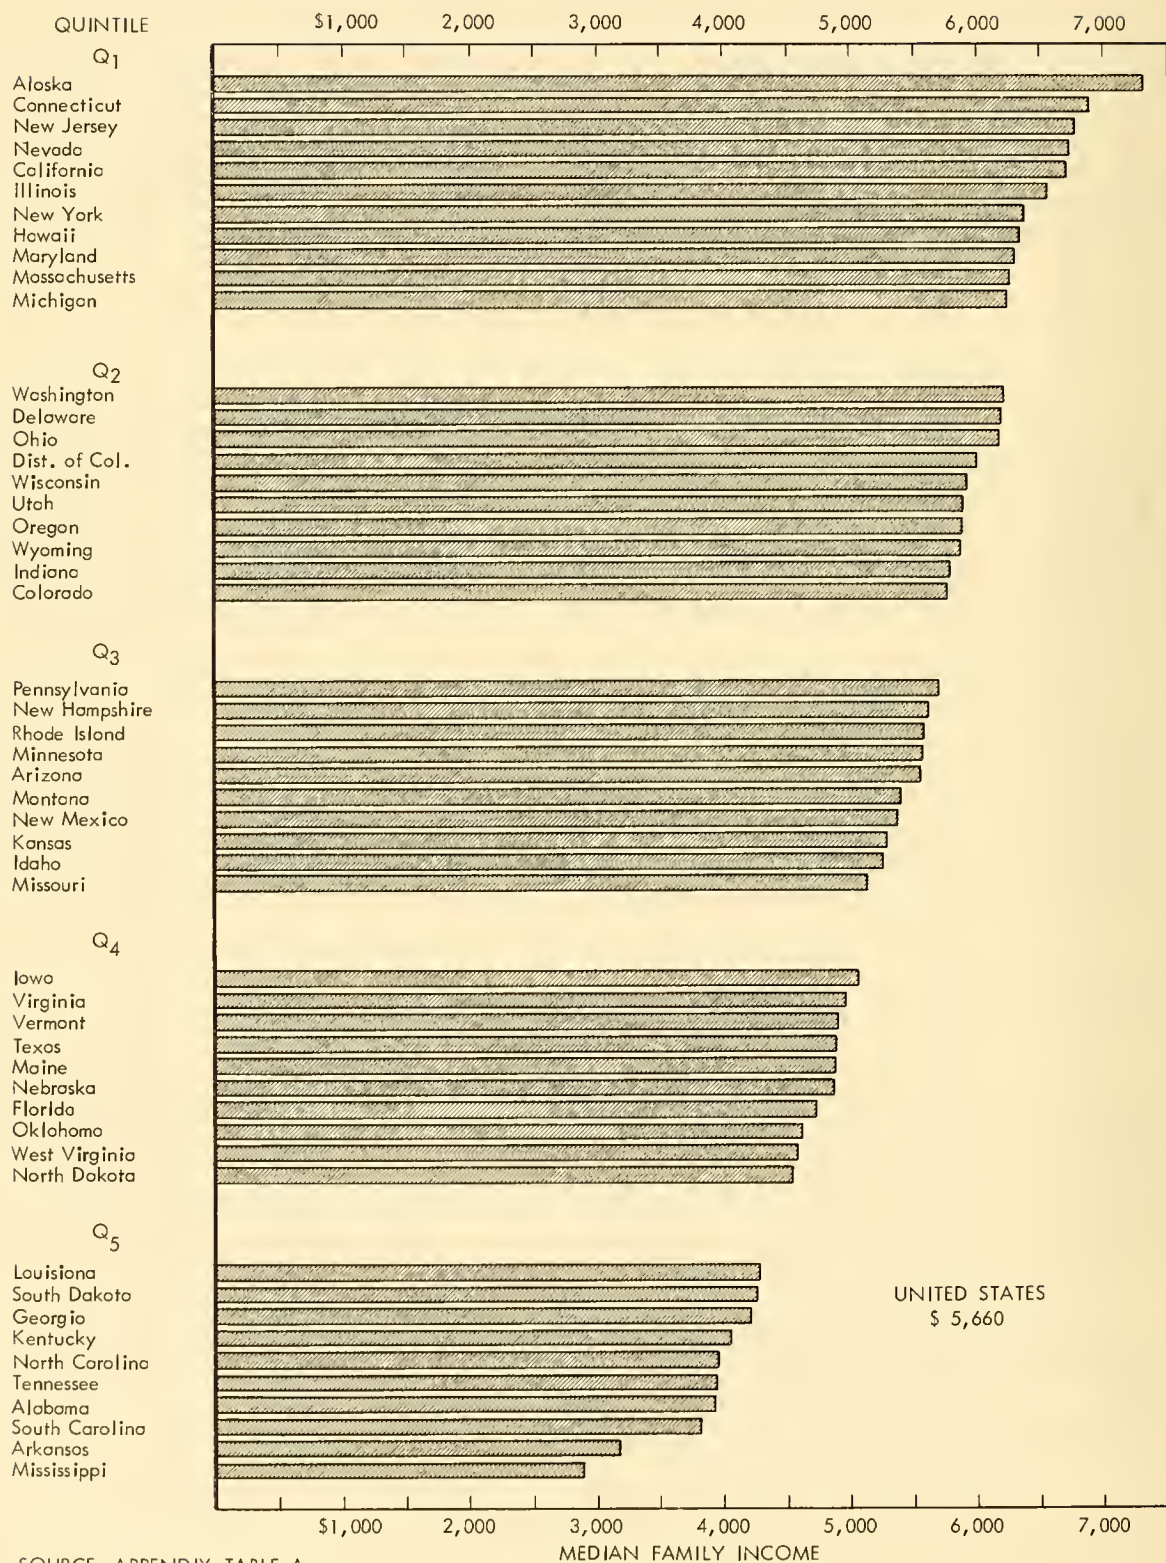 QUINTILE $1,000 2,000 3,000 4,000 5,000 6,000 7,000
Q1
Alaska
Connecticut
New Jersey
Nevada
California
Illinois
New York
Hawaii
Maryland
Massachusetts
Michigan
Q2
Washington
Delaware
Ohio
Dist. of Col.
Wisconsin
Utah
Oregon
Wyoming
Indiana
Colorado
Q3
Pennsylvania
New Hampshire
Rhode Island
Minnesota
Arizona
Montana
New Mexico
Kansas
Idaho
Missouri
Q4
Iowa
Virginia
Vermont
Texas
Maine
Nebraska
Florida
Oklahoma
West Virginia
North Dakota
Q5
Louisiana
South Dakota
Georgia
Kentucky
North Carolina
Tennessee
Alabama
South Carolina
Arkansas
Mississippi
UNITED STATES
$ 5,660
$1,000 2,000 3,000 4,000 5,000 6,000 7,000
MEDIAN FAMILY INCOME
SOURCE: APPENDIX TABLE A